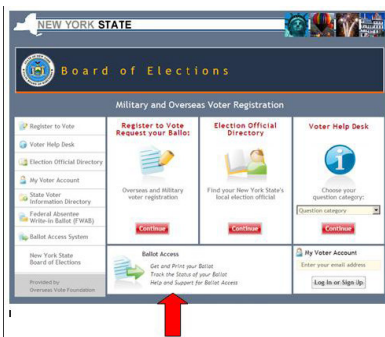 NEW YORK STATE
Board of Elections
Military and Overseas Voter Registration
Register to Vote
Voter Help Desk
Election Official Directory
My Voter Account
State Voter
Information Directory
Federal Absentee
Write-in Ballot (FWAB)
Ballot Access System
New York State
Board of Elections
Provided by
Overseas Vote Foundation
Register to Vote
Request your Ballot
Overseas and Military
voter registration
Continue
Election Official
Directory
Find your New York State's
local election official
Continue
Voter Help Desk
Choose your
question category:
Question category
Continue
Ballot Access
Get and Print your Ballot
Track the Status of your Ballot
Help and Support for Ballot Access
My Voter Account
Enter your email address
Log In or Sign Up